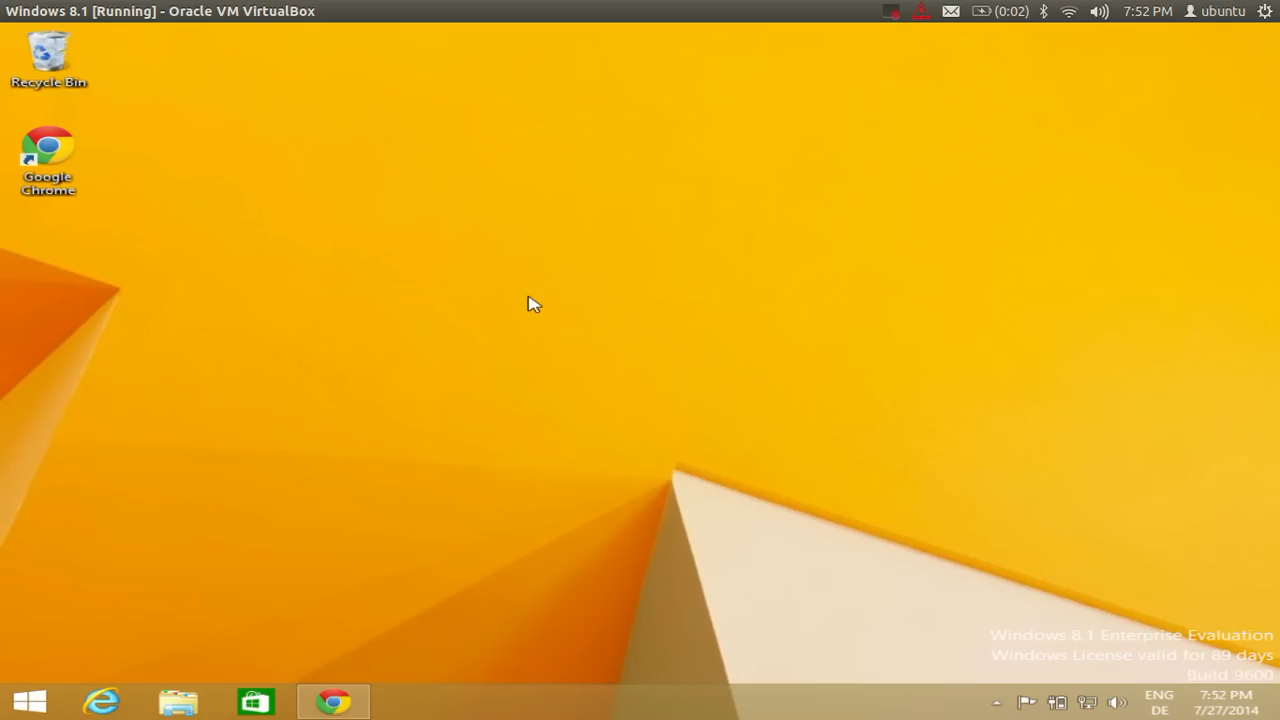 Windows 8.1 [Running] - Oracle VM VirtualBox
(0:02) 7:52 PM ubuntu
Recycle Bin
Google
Chrome
Windows 8.1 Enterprise Evaluation
Windows License valid for 89 days
Build 9600
ENG
DE
7:52 PM
7/27/2014